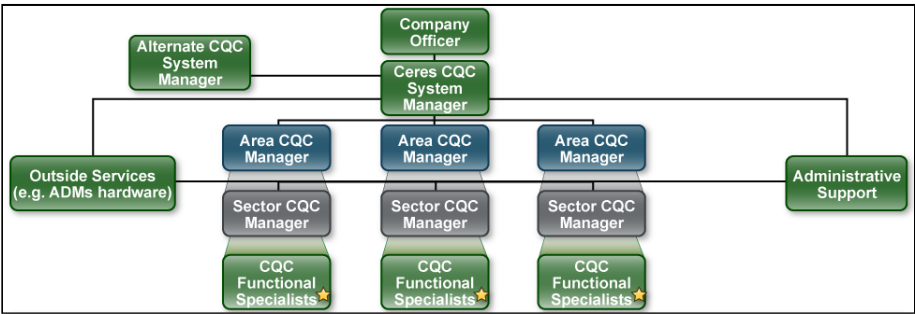 Company
Officer
Alternate CQC
System
Manager
Ceres CQC
System
Manager
Area CQC
Manager
Area CQC
Manager
Area CQC
Manager
Outside Services
(e.g. ADMs hardware)
Administrative
Support
Sector CQC
Manager
Sector CQC
Manager
Sector CQC
Manager
CQC
Functional
Specialists
CQC
Functional
Specialists
CQC
Functional
Specialists